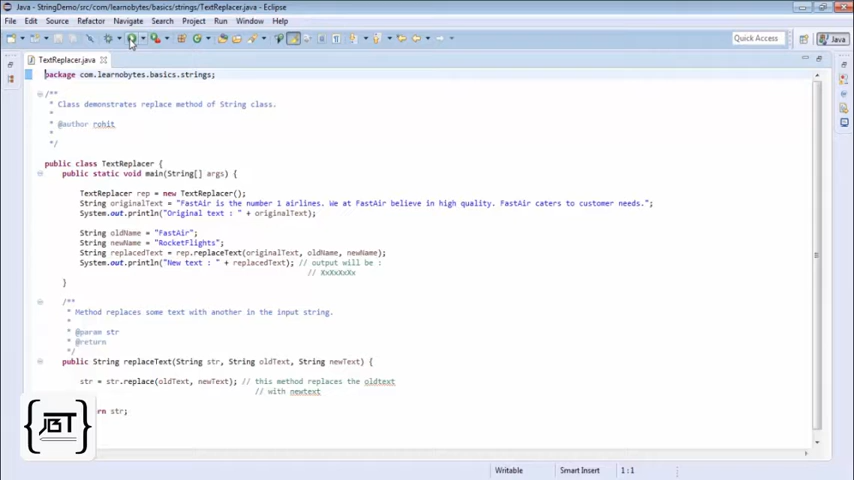 Java - StringDemo/src/com/learnobytes/basics/strings/TextReplacer.java - Eclipse
File Edit Source Refactor Navigate Search Project Run Window Help
Quick Access
Java
TextReplacer.java
package com.learnobytes.basics.strings;
/**
* Class demonstrates replace method of String class.
*
* @author rohit
*
*/
public class TextReplacer {
public static void main(String[] args) {
TextReplacer rep = new TextReplacer();
String originalText = "FastAir is the number 1 airlines. We at FastAir believe in high quality. FastAir caters to customer needs.";
System.out.println("Original text : " + originalText);
String oldName = "FastAir";
String newName = "RocketFlights";
String replacedText = rep.replaceText(originalText, oldName, newName);
System.out.println("New text : " + replacedText); // output will be :
// XxXxXxXx
}
/**
* Method replaces some text with another in the input string.
*
* @param str
* @return
*/
public String replaceText(String str, String oldText, String newText) {
str = str.replace(oldText, newText); // this method replaces the oldtext
// with newtext
rn str;
{JBT}
Writable Smart Insert 1 : 1